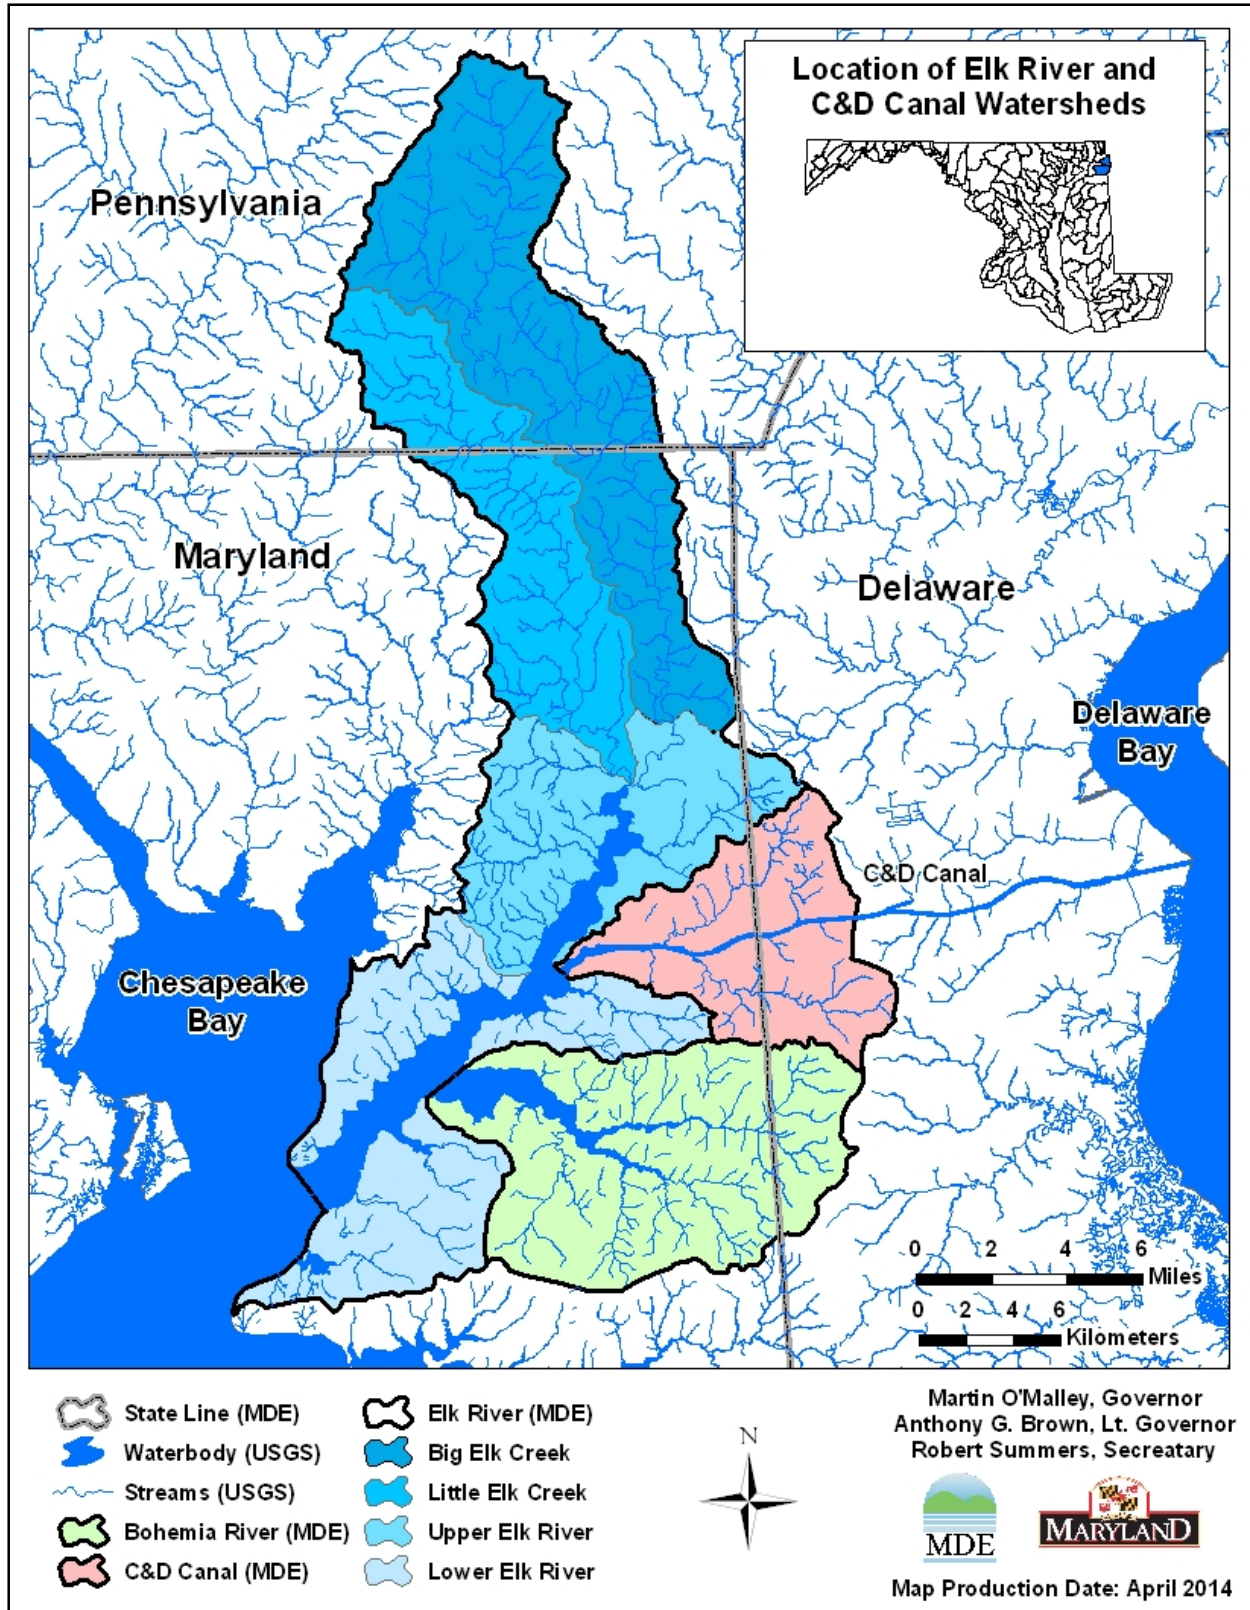 Location of Elk River and
C&D Canal Watersheds
Pennsylvania
Maryland
Delaware
Delaware
Bay
C&D Canal
Chesapeake
Bay
0 2 4 6
Miles
0 2 4 6
Kilometers
State Line (MDE)
Waterbody (USGS)
Streams (USGS)
Bohemia River (MDE)
C&D Canal (MDE)
Elk River (MDE)
Big Elk Creek
Little Elk Creek
Upper Elk River
Lower Elk River
N
Martin O'Malley, Governor
Anthony G. Brown, Lt. Governor
Robert Summers, Secreatary
MDE
MARYLAND
Map Production Date: April 2014